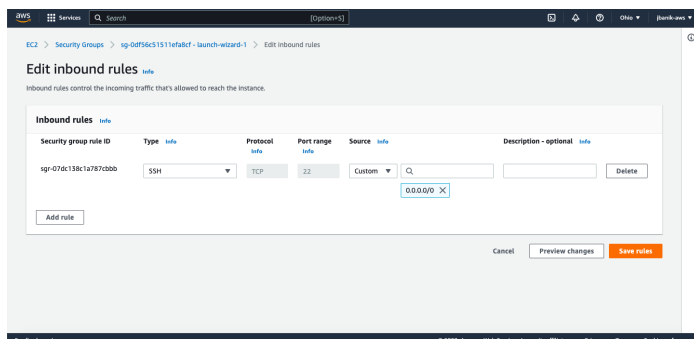 aws Services Search [Option+S] Ohio jbanik-aws
EC2 > Security Groups > sg-0df56c51511efa8cf - launch-wizard-1 > Edit inbound rules
Edit inbound rules Info
Inbound rules control the incoming traffic that's allowed to reach the instance.
Inbound rules Info
Security group rule ID Type Info Protocol Info Port range Info Source Info Description - optional Info
sgr-07dc138c1a787cbbb SSH TCP 22 Custom Delete
0.0.0.0/0
Add rule
Cancel Preview changes Save rules